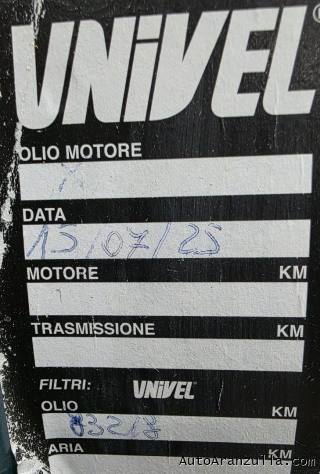 UNIVEL
OLIO MOTORE
X
DATA
15/07/25
MOTORE KM
TRASMISSIONE KM
FILTRI: UNIVEL
OLIO KM
ARIA KM
AutoAranzulla.com